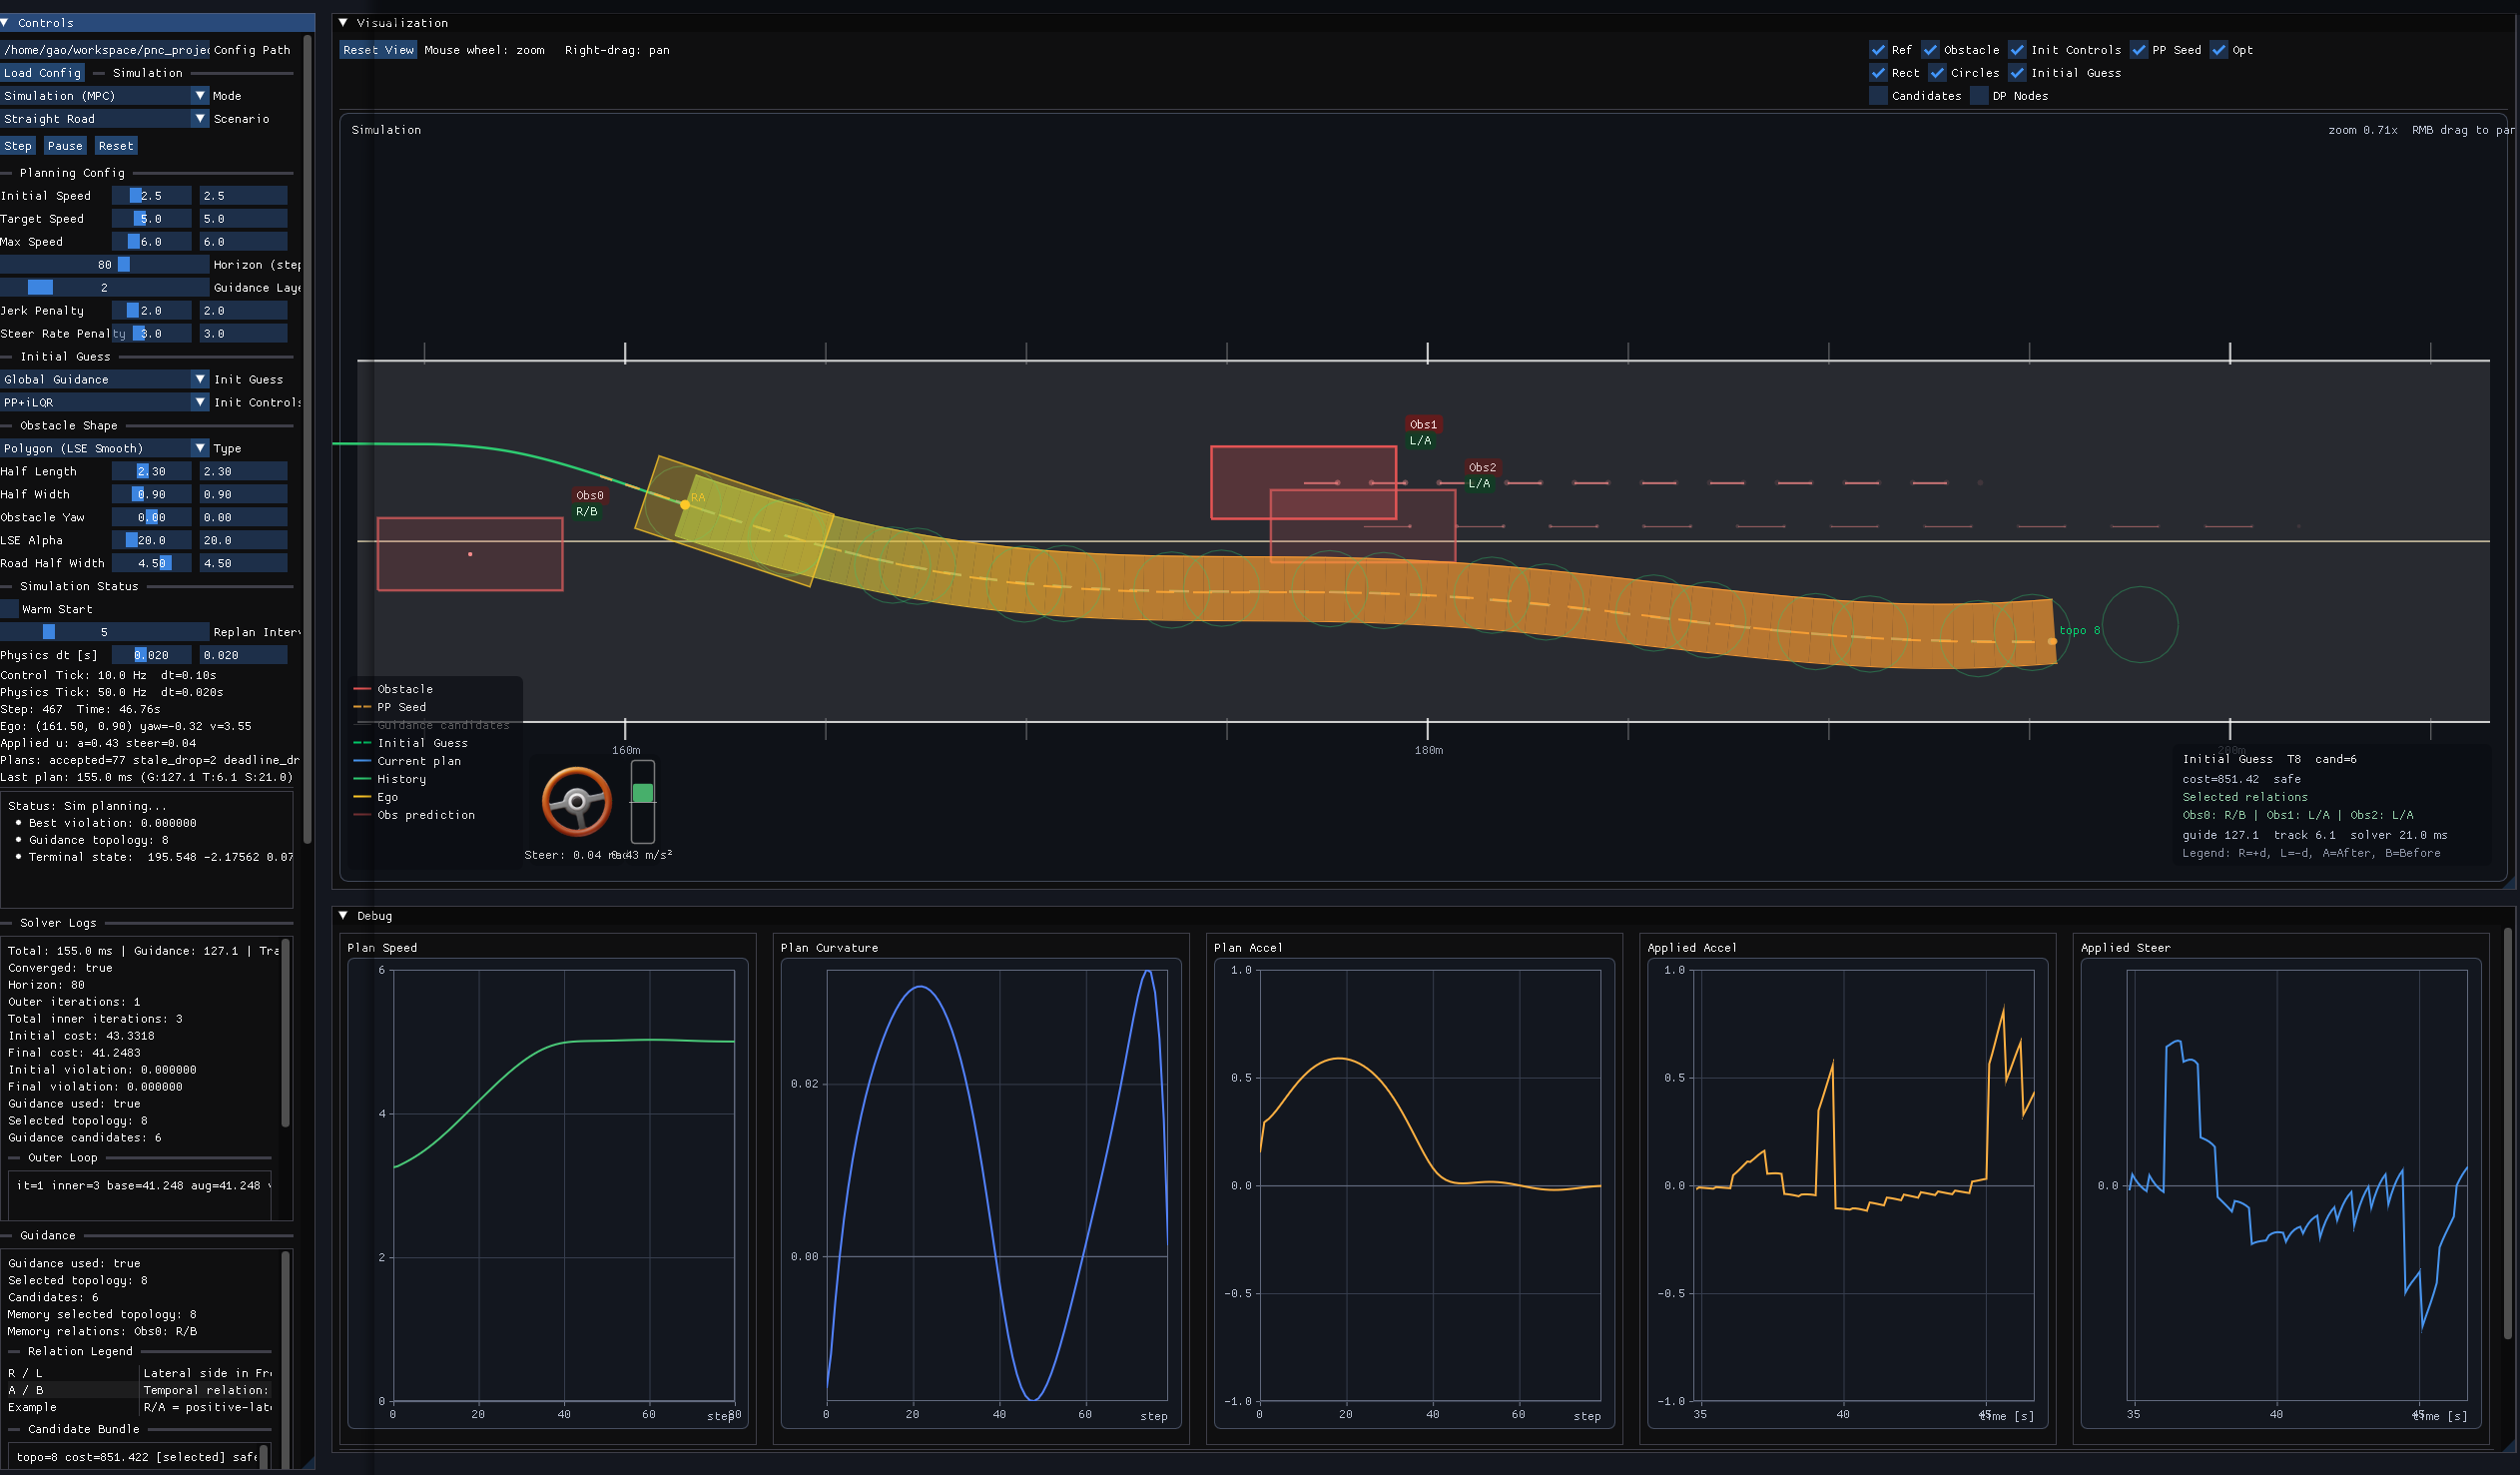 Controls
/home/gao/workspace/pnc_projec Config Path
Load Config Simulation
Simulation (MPC) Mode
Straight Road Scenario
Step Pause Reset
Planning Config
Initial Speed 2.5 2.5
Target Speed 5.0 5.0
Max Speed 6.0 6.0
80 Horizon (step
2 Guidance Laye
Jerk Penalty 2.0 2.0
Steer Rate Penalty 3.0 3.0
Initial Guess
Global Guidance Init Guess
PP+iLQR Init Controls
Obstacle Shape
Polygon (LSE Smooth) Type
Half Length 2.30 2.30
Half Width 0.90 0.90
Obstacle Yaw 0.00 0.00
LSE Alpha 20.0 20.0
Road Half Width 4.50 4.50
Simulation Status
Warm Start
5 Replan Interv
Physics dt [s] 0.020 0.020
Control Tick: 10.0 Hz dt=0.10s
Physics Tick: 50.0 Hz dt=0.020s
Step: 467 Time: 46.76s
Ego: (161.50, 0.90) yaw=-0.32 v=3.55
Applied u: a=0.43 steer=0.04
Plans: accepted=77 stale_drop=2 deadline_dr
Last plan: 155.0 ms (G:127.1 T:6.1 S:21.0)
Status: Sim planning...
Best violation: 0.000000
Guidance topology: 8
Terminal state: 195.548 -2.17562 0.07
Solver Logs
Total: 155.0 ms | Guidance: 127.1 | Tra
Converged: true
Horizon: 80
Outer iterations: 1
Total inner iterations: 3
Initial cost: 43.3318
Final cost: 41.2483
Initial violation: 0.000000
Final violation: 0.000000
Guidance used: true
Selected topology: 8
Guidance candidates: 6
Outer Loop
it=1 inner=3 base=41.248 aug=41.248 v
Guidance
Guidance used: true
Selected topology: 8
Candidates: 6
Memory selected topology: 8
Memory relations: Obs0: R/B
Relation Legend
R / L Lateral side in Fre
A / B Temporal relation:
Example R/A = positive-late
Candidate Bundle
topo=8 cost=851.422 [selected] safe
Visualization
Reset View Mouse wheel: zoom Right-drag: pan
Ref Obstacle Init Controls PP Seed Opt
Rect Circles Initial Guess
Candidates DP Nodes
Simulation
zoom 0.71x RMB drag to pan
Obs1
L/A
Obs2
L/A
Obs0
R/B
RA
topo 8
Obstacle
PP Seed
Guidance candidates
Initial Guess
Current plan
History
Ego
Obs prediction
160m
180m
200m
Steer: 0.04 rad
0.43 m/s²
Initial Guess T8 cand=6
cost=851.42 safe
Selected relations
Obs0: R/B | Obs1: L/A | Obs2: L/A
guide 127.1 track 6.1 solver 21.0 ms
Legend: R=+d, L=-d, A=After, B=Before
Debug
Plan Speed
6
4
2
0
0 20 40 60 80
step
Plan Curvature
0.02
0.00
0 20 40 60 step
Plan Accel
1.0
0.5
0.0
-0.5
-1.0
0 20 40 60 step
Applied Accel
1.0
0.5
0.0
-0.5
-1.0
35 40 45
time [s]
Applied Steer
0.0
35 40 45
time [s]